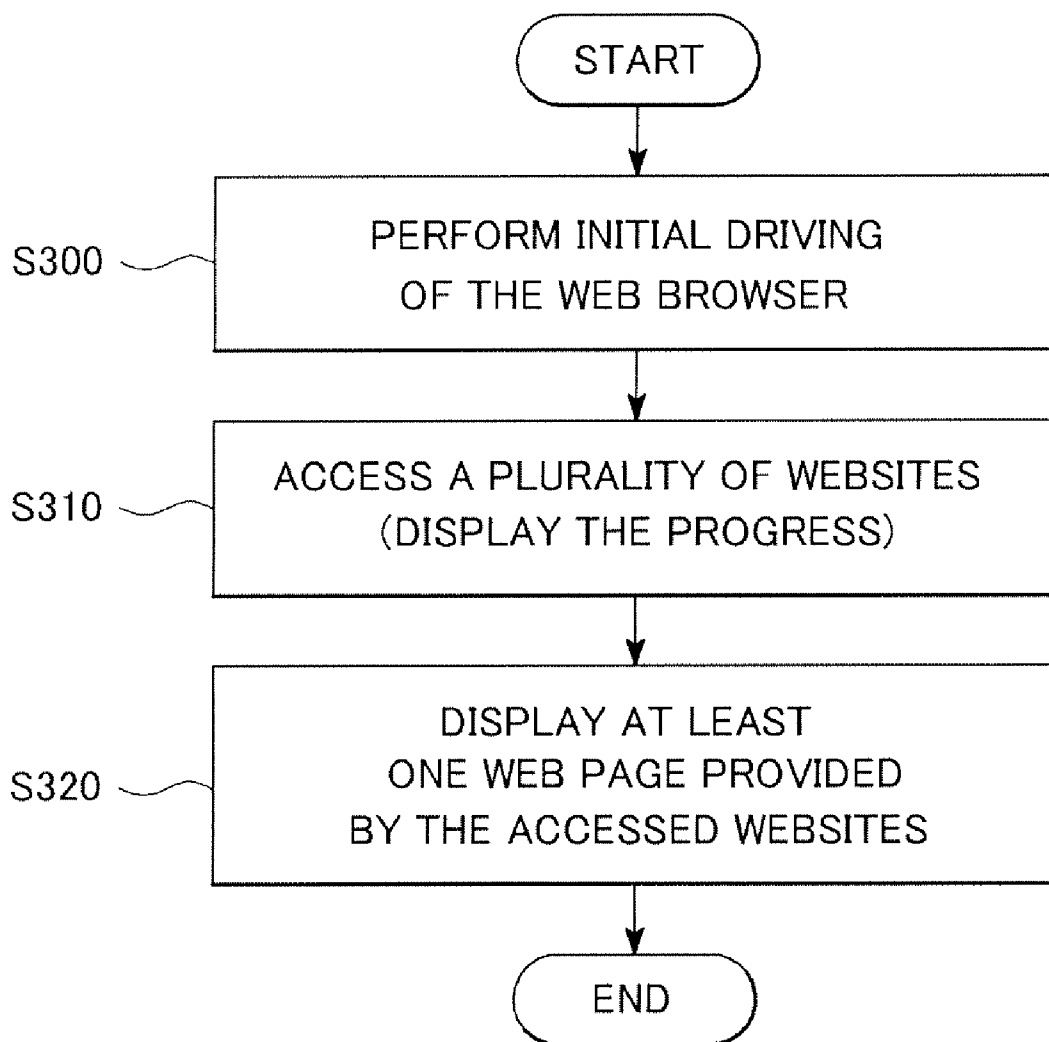 START
S300
PERFORM INITIAL DRIVING
OF THE WEB BROWSER
S310
ACCESS A PLURALITY OF WEBSITES
(DISPLAY THE PROGRESS)
S320
DISPLAY AT LEAST
ONE WEB PAGE PROVIDED
BY THE ACCESSED WEBSITES
END